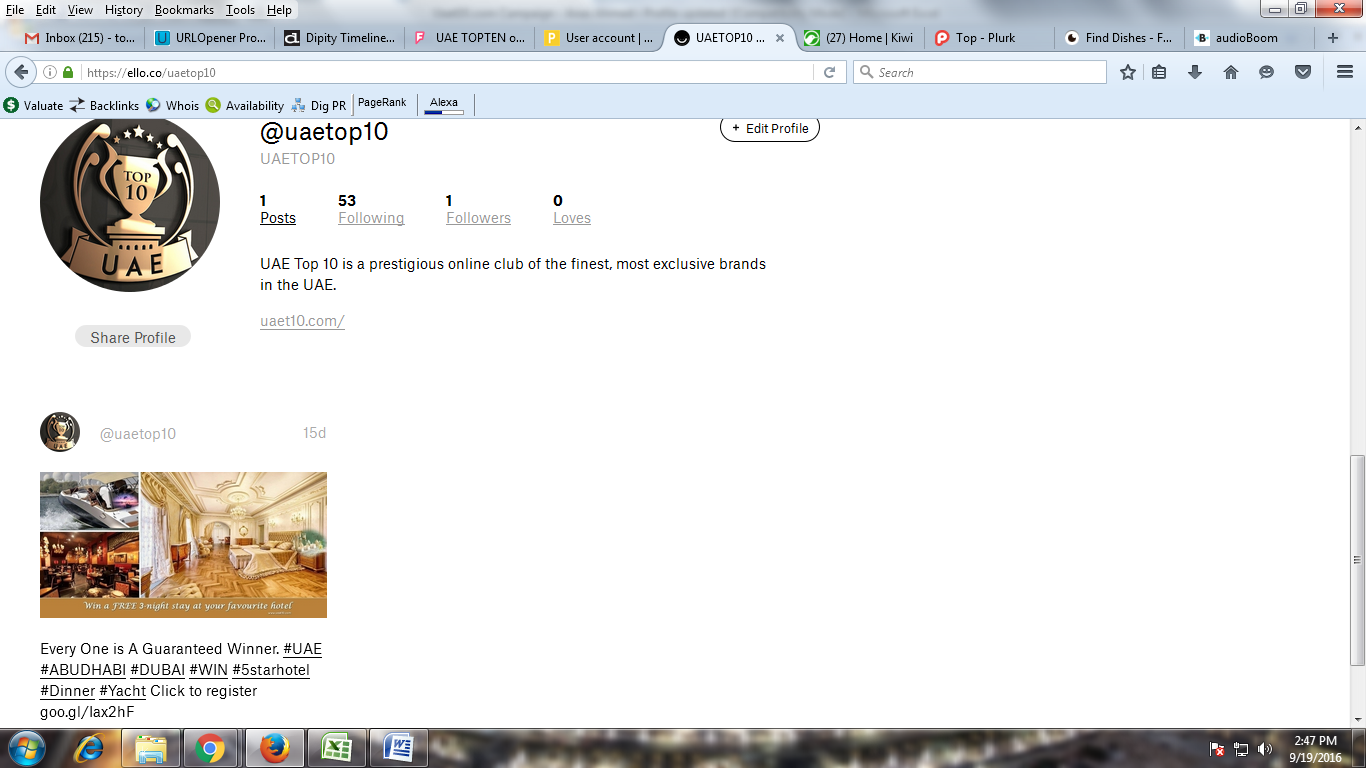 File Edit View History Bookmarks Tools Help
Inbox (215) - to...
URLOpener Pro...
Dipity Timeline...
UAE TOPTEN o...
User account | ...
UAETOP10 ...
(27) Home | Kiwi
Top - Plurk
Find Dishes - F...
audioBoom
https://ello.co/uaetop10
Search
Valuate Backlinks Whois Availability Dig PR PageRank Alexa
@uaetop10
+ Edit Profile
UAETOP10
TOP
10
UAE
1 53 1 0
Posts Following Followers Loves
UAE Top 10 is a prestigious online club of the finest, most exclusive brands
in the UAE.
uaet10.com/
Share Profile
@uaetop10 15d
Win a FREE 3-night stay at your favourite hotel
Every One is A Guaranteed Winner. #UAE
#ABUDHABI #DUBAI #WIN #5starhotel
#Dinner #Yacht Click to register
goo.gl/Iax2hF
2:47 PM
9/19/2016